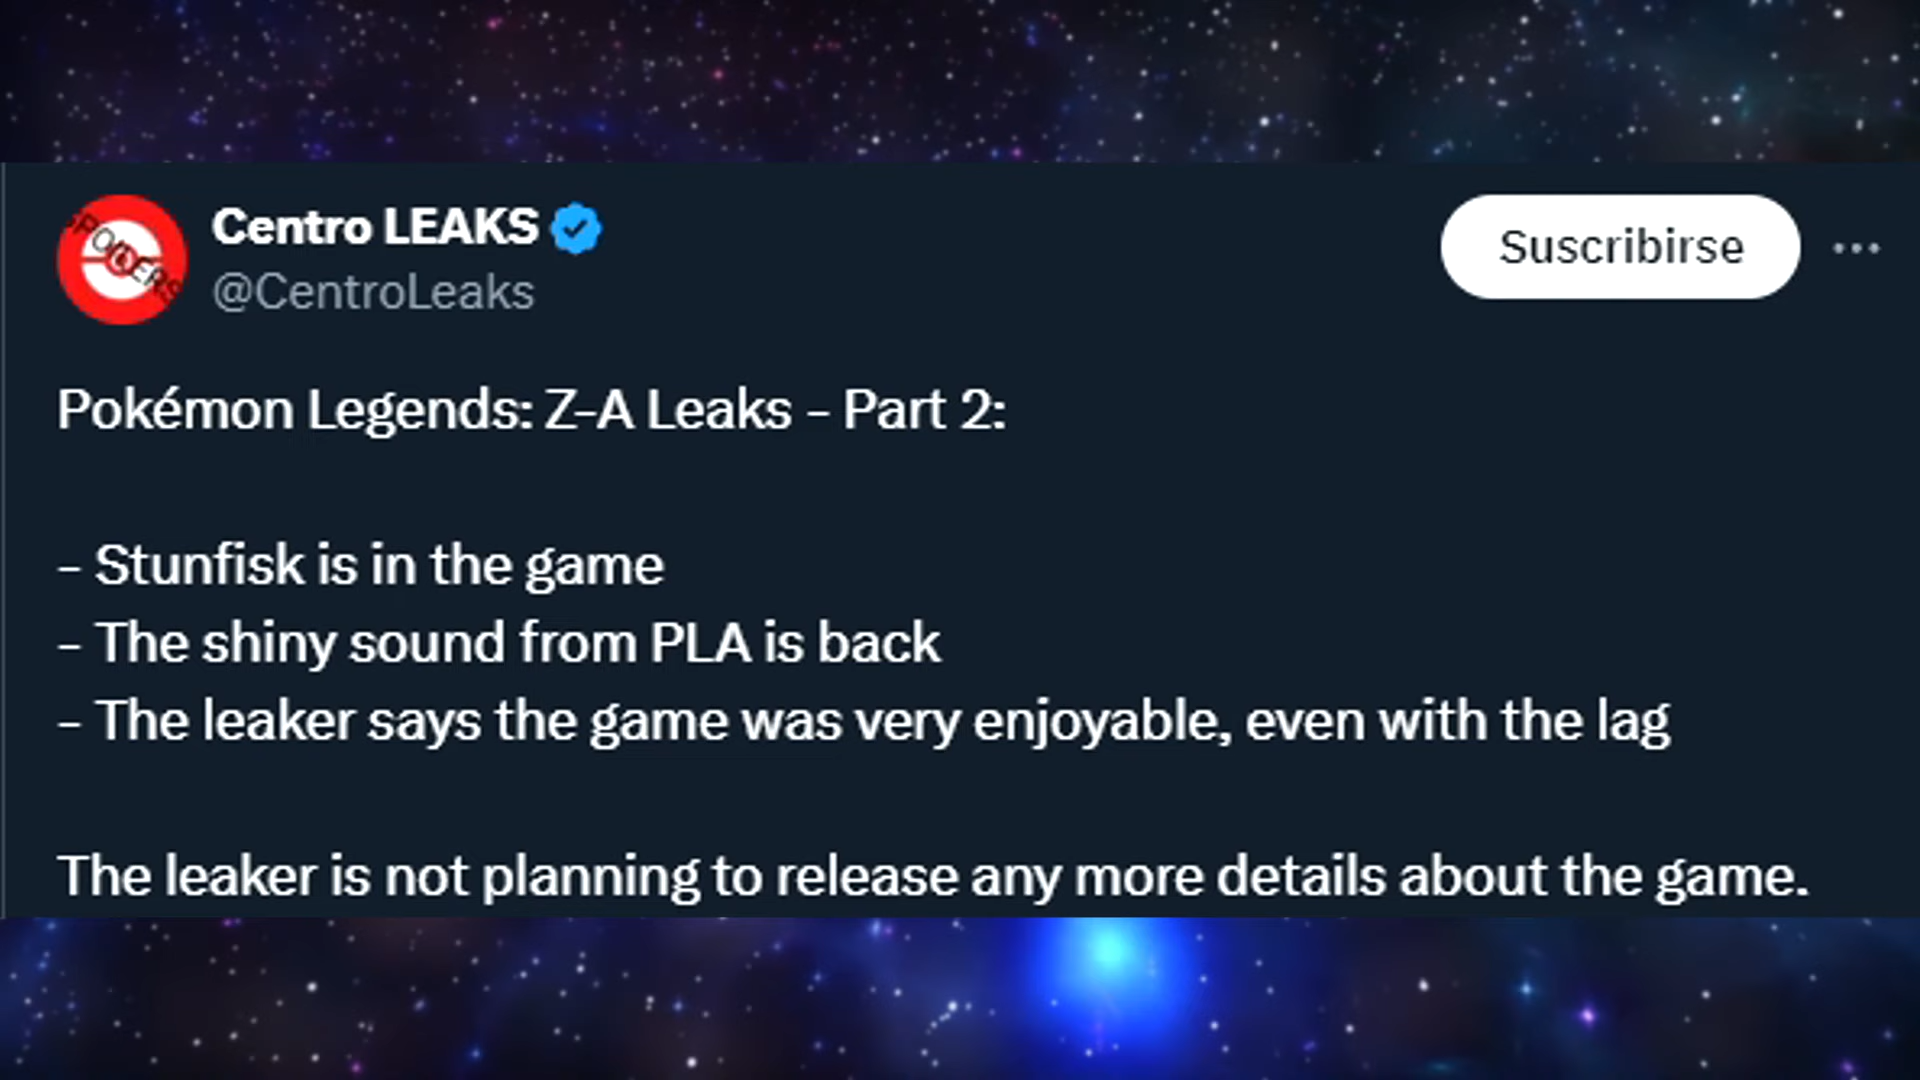 SPOILERS
Centro LEAKS
@CentroLeaks
Suscribirse
Pokémon Legends: Z-A Leaks - Part 2:
- Stunfisk is in the game
- The shiny sound from PLA is back
- The leaker says the game was very enjoyable, even with the lag
The leaker is not planning to release any more details about the game.